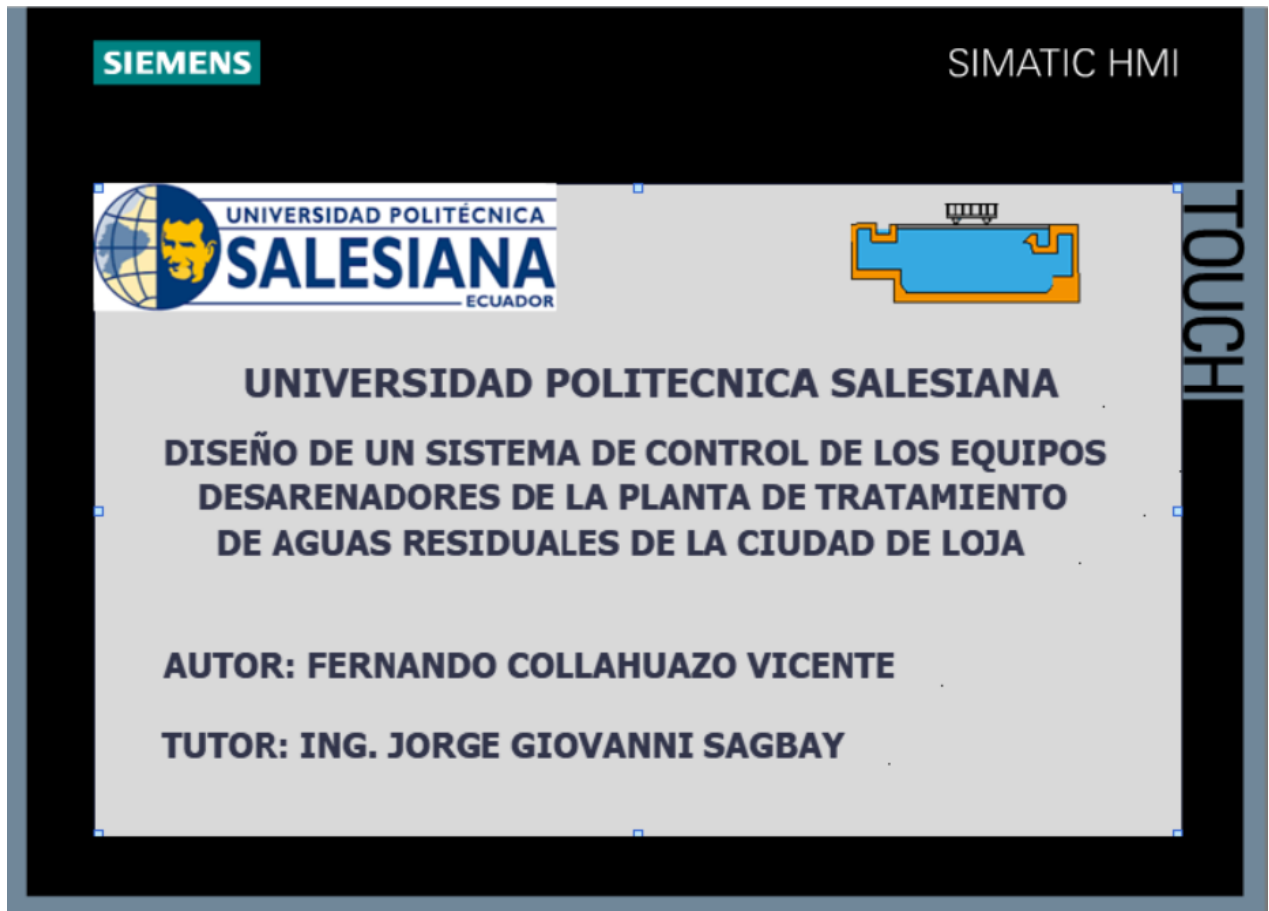 SIEMENS
SIMATIC HMI
UNIVERSIDAD POLITÉCNICA
SALESIANA
ECUADOR
TOUCH
UNIVERSIDAD POLITECNICA SALESIANA
DISEÑO DE UN SISTEMA DE CONTROL DE LOS EQUIPOS
DESARENADORES DE LA PLANTA DE TRATAMIENTO
DE AGUAS RESIDUALES DE LA CIUDAD DE LOJA
AUTOR: FERNANDO COLLAHUAZO VICENTE
TUTOR: ING. JORGE GIOVANNI SAGBAY